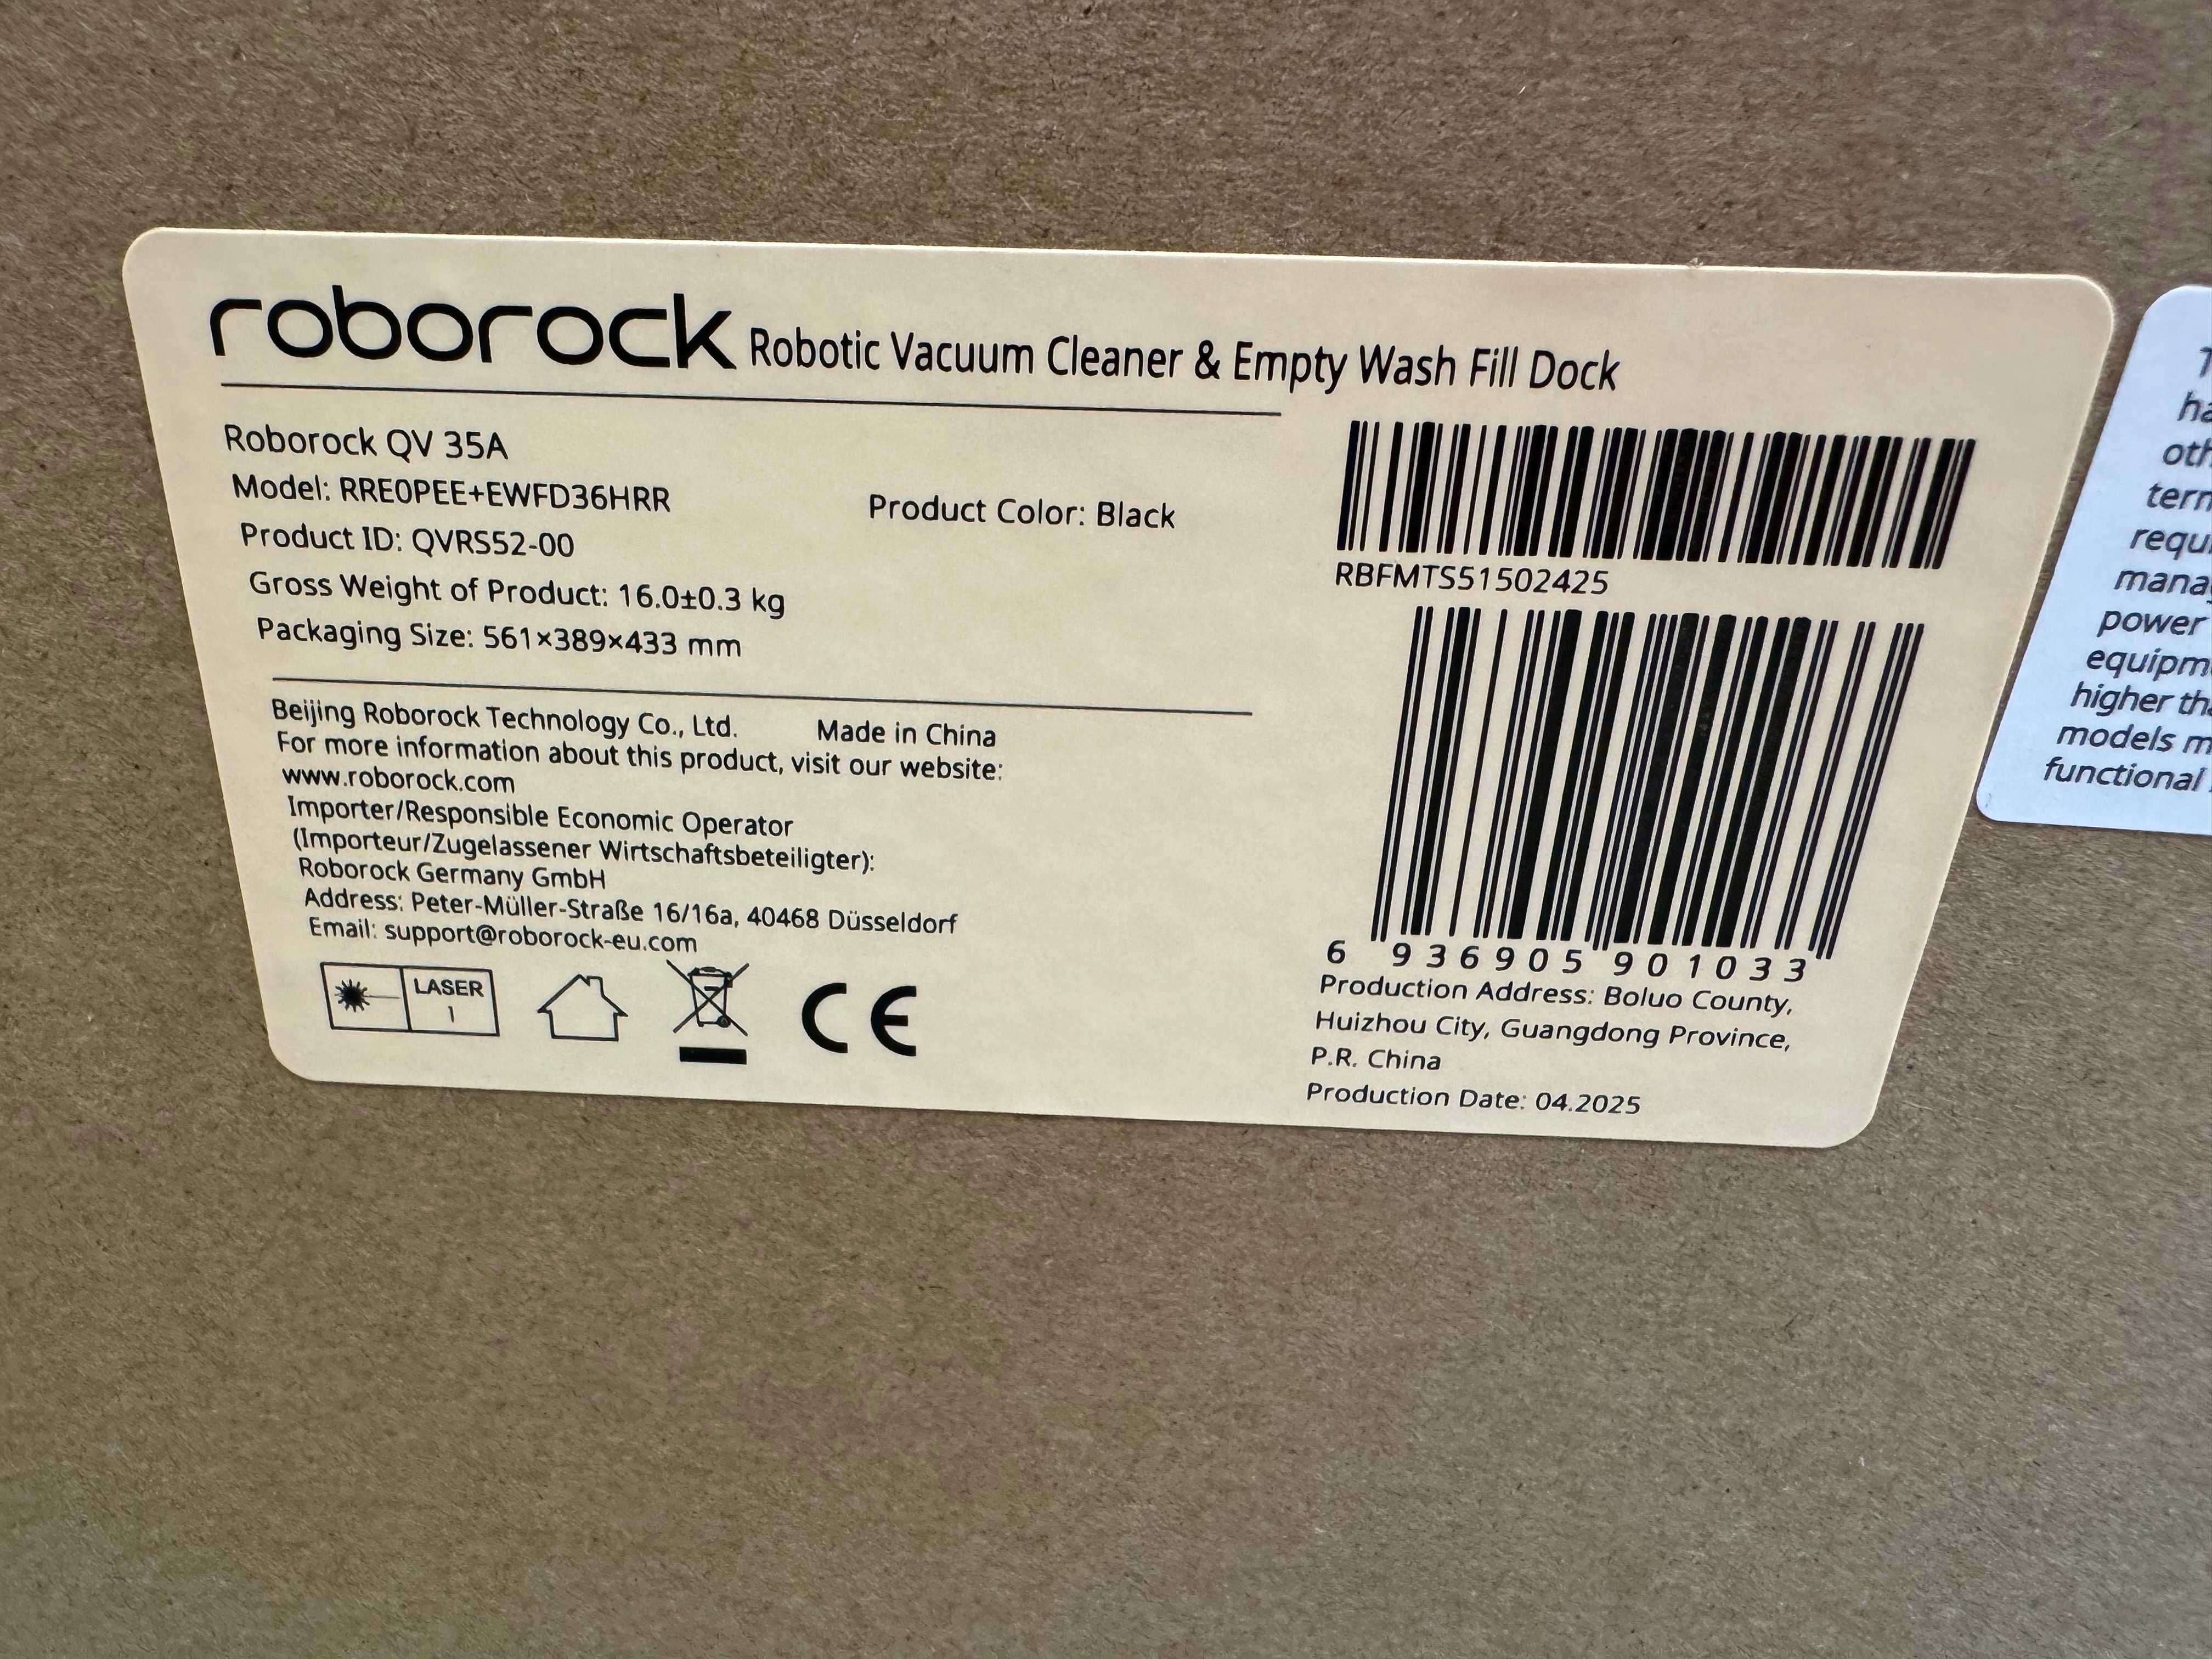 roborock Robotic Vacuum Cleaner & Empty Wash Fill Dock
Roborock QV 35A
Model: RRE0PEE+EWFD36HRR
Product Color: Black
Product ID: QVRS52-00
Gross Weight of Product: 16.0±0.3 kg
Packaging Size: 561×389×433 mm
Beijing Roborock Technology Co., Ltd. Made in China
For more information about this product, visit our website:
www.roborock.com
Importer/Responsible Economic Operator
(Importeur/Zugelassener Wirtschaftsbeteiligter):
Roborock Germany GmbH
Address: Peter-Müller-Straße 16/16a, 40468 Düsseldorf
Email: support@roborock-eu.com
LASER
1
CE
RBFMTS51502425
6 936905 901033
Production Address: Boluo County,
Huizhou City, Guangdong Province,
P.R. China
Production Date: 04.2025
power
functional
models
higher